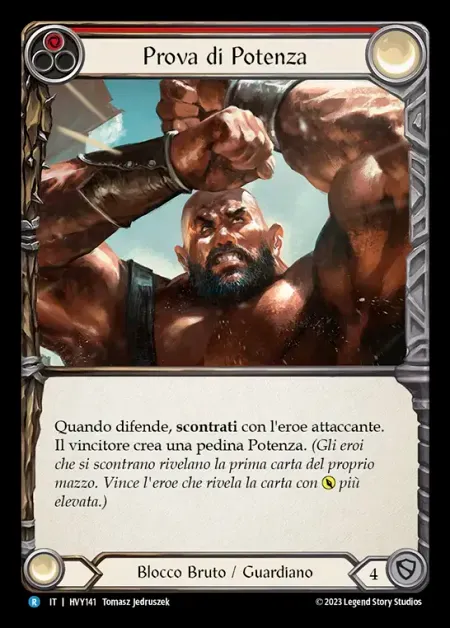 Prova di Potenza
Quando difende, scontrati con l'eroe attaccante.
Il vincitore crea una pedina Potenza. (Gli eroi
che si scontrano rivelano la prima carta del proprio
mazzo. Vince l'eroe che rivela la carta con più
elevata.)
Blocco Bruto / Guardiano
4
R IT | HVY141 Tomasz Jedruszek
© 2023 Legend Story Studios